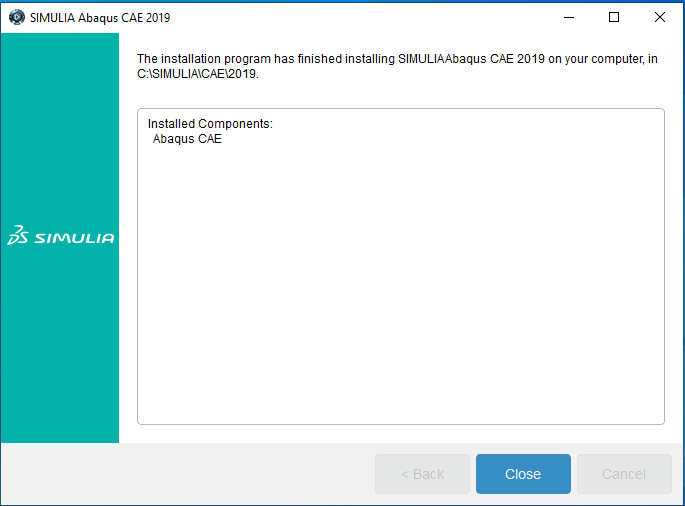 SIMULIA Abaqus CAE 2019
The installation program has finished installing SIMULIAAbaqus CAE 2019 on your computer, in
C:\SIMULIA\CAE\2019.
Installed Components:
Abaqus CAE
SIMULIA
< Back
Close
Cancel